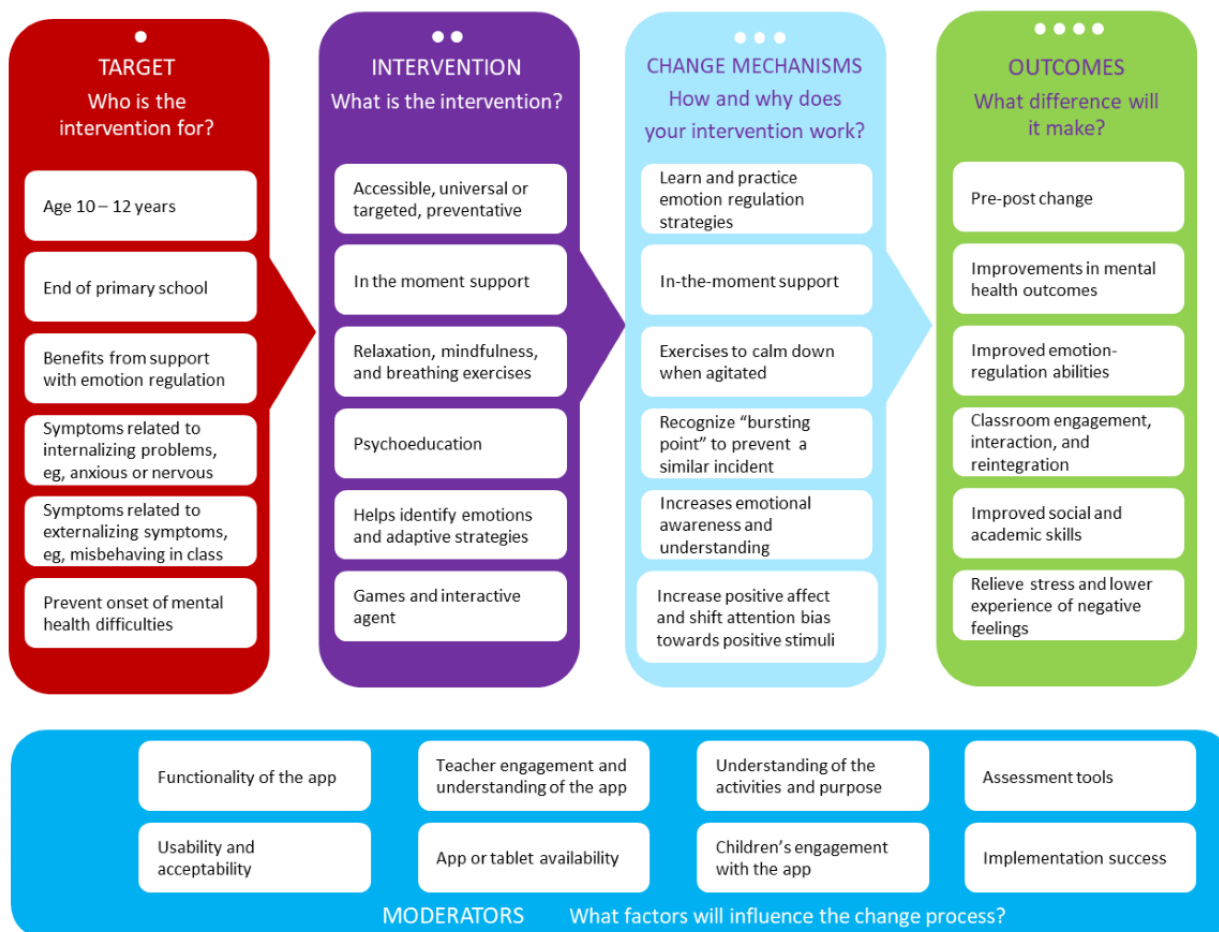 TARGET
Who is the
intervention for?
Age 10 – 12 years
End of primary school
Benefits from support
with emotion regulation
Symptoms related to
internalizing problems,
eg, anxious or nervous
Symptoms related to
externalizing symptoms,
eg, misbehaving in class
Prevent onset of mental
health difficulties
INTERVENTION
What is the intervention?
Accessible, universal or
targeted, preventative
In the moment support
Relaxation, mindfulness,
and breathing exercises
Psychoeducation
Helps identify emotions
and adaptive strategies
Games and interactive
agent
CHANGE MECHANISMS
How and why does
your intervention work?
Learn and practice
emotion regulation
strategies
In-the-moment support
Exercises to calm down
when agitated
Recognize “bursting
point” to prevent a
similar incident
Increases emotional
awareness and
understanding
Increase positive affect
and shift attention bias
towards positive stimuli
OUTCOMES
What difference will
it make?
Pre-post change
Improvements in mental
health outcomes
Improved emotion-
regulation abilities
Classroom engagement,
interaction, and
reintegration
Improved social and
academic skills
Relieve stress and lower
experience of negative
feelings
Functionality of the app
Teacher engagement and
understanding of the app
Understanding of the
activities and purpose
Assessment tools
Usability and
acceptability
App or tablet availability
Children’s engagement
with the app
Implementation success
MODERATORS What factors will influence the change process?